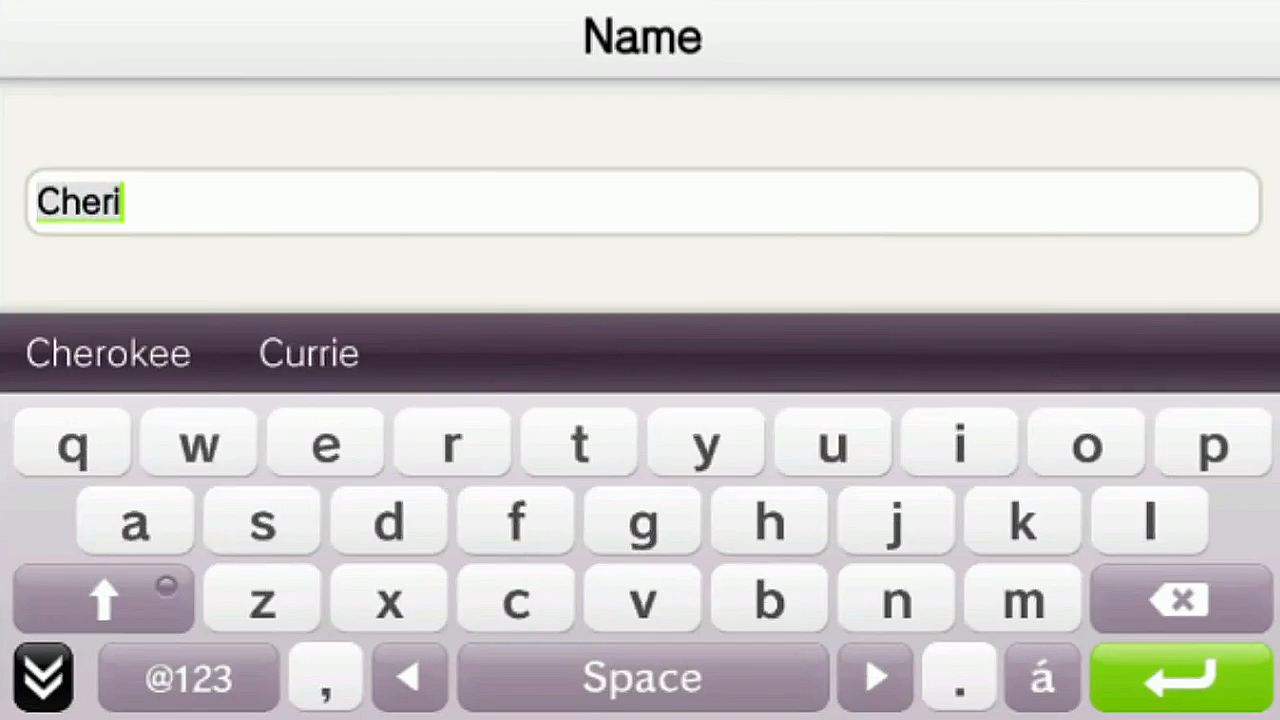 Name
Cheri
Cherokee Currie
q w e r t y u i o p
a s d f g h j k l
z x c v b n m
@123 , Space . á